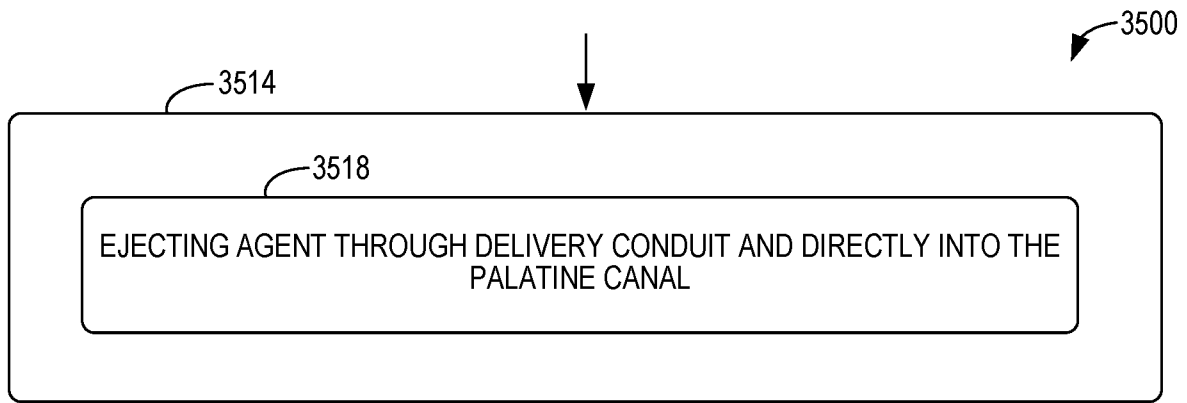 3500
3514
3518
EJECTING AGENT THROUGH DELIVERY CONDUIT AND DIRECTLY INTO THE
PALATINE CANAL